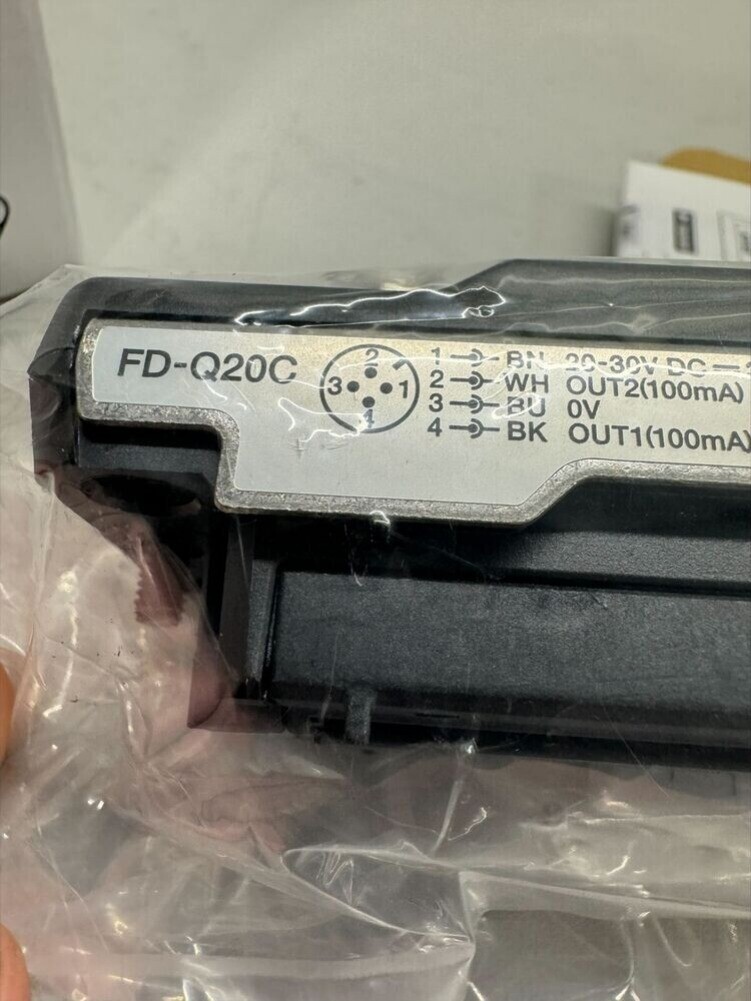 FD-Q20C
2
3 1
4
1 BN 20-30V DC
2 WH OUT2(100mA)
3 BU 0V
4 BK OUT1(100mA)